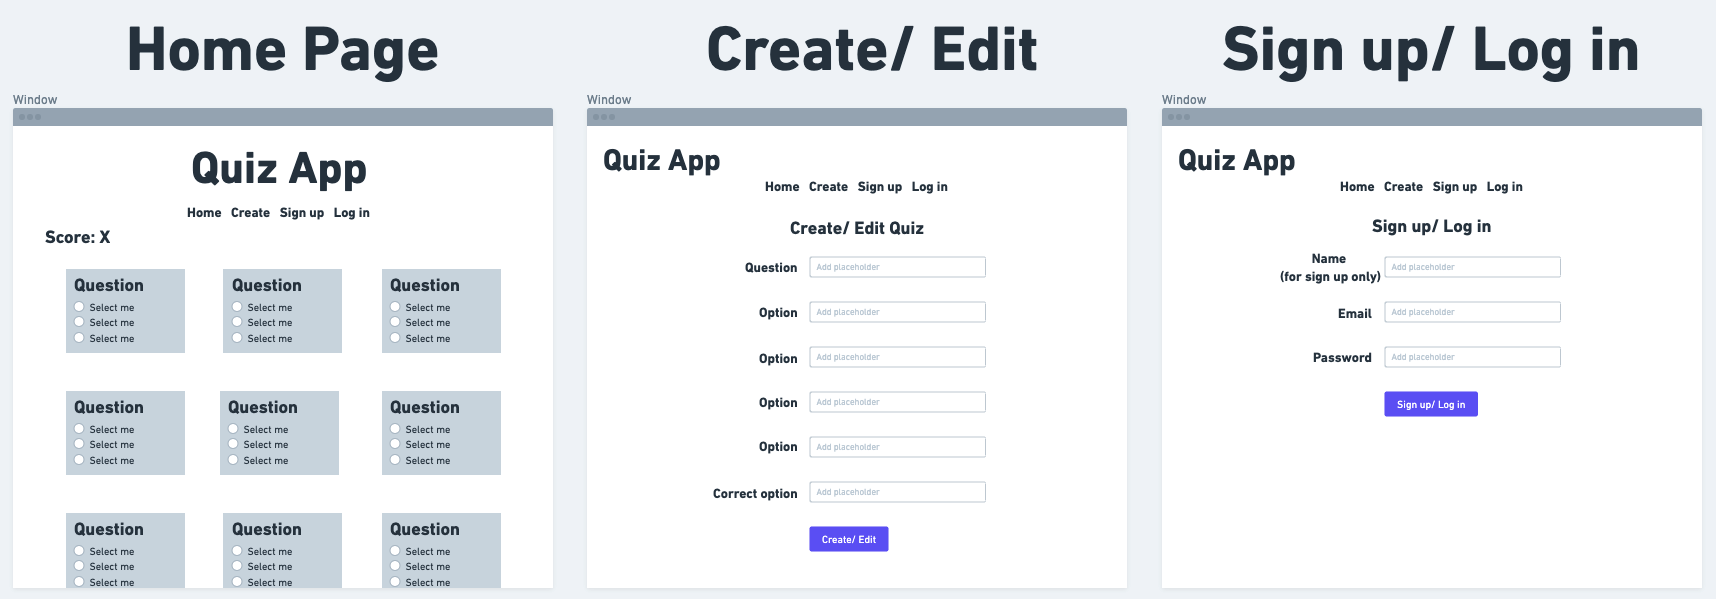 Home Page
Window
Quiz App
Home Create Sign up Log in
Score: X
Question
Select me
Select me
Select me
Question
Select me
Select me
Select me
Question
Select me
Select me
Select me
Question
Select me
Select me
Select me
Question
Select me
Select me
Select me
Question
Select me
Select me
Select me
Question
Select me
Select me
Select me
Question
Select me
Select me
Select me
Question
Select me
Select me
Select me
Create/ Edit
Window
Quiz App
Home Create Sign up Log in
Create/ Edit Quiz
Question Add placeholder
Option Add placeholder
Option Add placeholder
Option Add placeholder
Option Add placeholder
Correct option Add placeholder
Create/ Edit
Sign up/ Log in
Window
Quiz App
Home Create Sign up Log in
Sign up/ Log in
Name
(for sign up only) Add placeholder
Email Add placeholder
Password Add placeholder
Sign up/ Log in